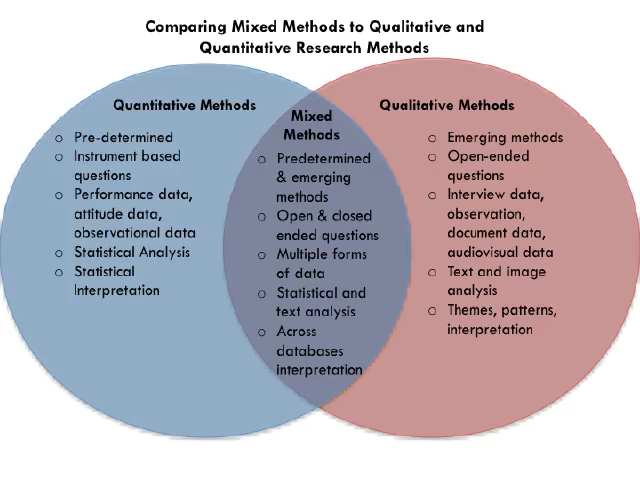 Comparing Mixed Methods to Qualitative and
Quantitative Research Methods
Quantitative Methods
o Pre-determined
o Instrument based
questions
o Performance data,
attitude data,
observational data
o Statistical Analysis
o Statistical
Interpretation
Mixed
Methods
o Predetermined
& emerging
methods
o Open & closed
ended questions
o Multiple forms
of data
o Statistical and
text analysis
o Across
databases
interpretation
Qualitative Methods
o Emerging methods
o Open-ended
questions
o Interview data,
observation,
document data,
audiovisual data
o Text and image
analysis
o Themes, patterns,
interpretation